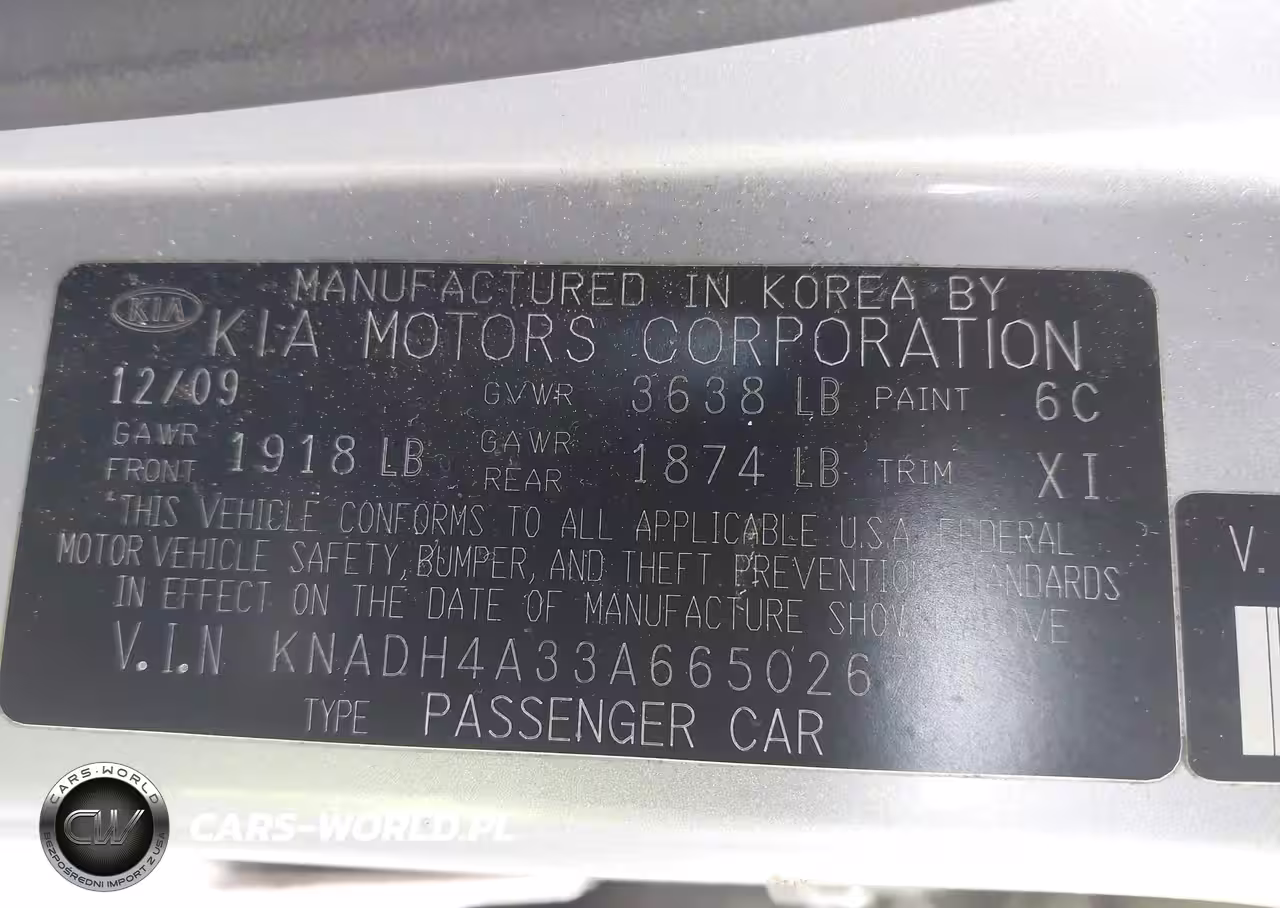 MANUFACTURED IN KOREA BY
KIA
KIA MOTORS CORPORATION
12/09 GVWR 3638 LB PAINT 6C
GAWR FRONT 1918 LB GAWR REAR 1874 LB TRIM XI
THIS VEHICLE CONFORMS TO ALL APPLICABLE U.S.A. FEDERAL
MOTOR VEHICLE SAFETY, BUMPER, AND THEFT PREVENTION STANDARDS
IN EFFECT ON THE DATE OF MANUFACTURE SHOWN ABOVE
V.I.N KNADH4A33A665026
TYPE PASSENGER CAR
V.
CARS-WORLD
CW
BEZPOŚREDNI IMPORT Z USA
CARS-WORLD.PL